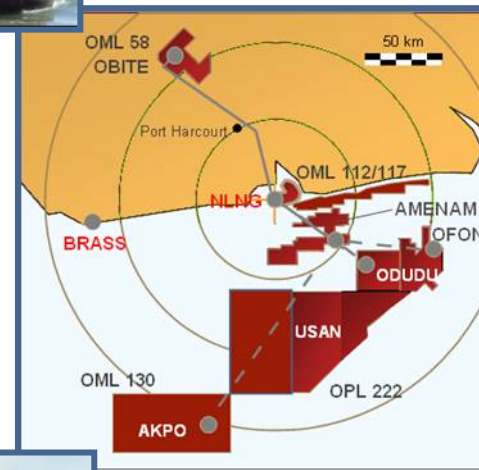 OML 58
OBITE
50 km
Port Harcourt
OML 112/117
NLNG
AMENAM
BRASS
OFON
ODUDU
USAN
OML 130
OPL 222
AKPO